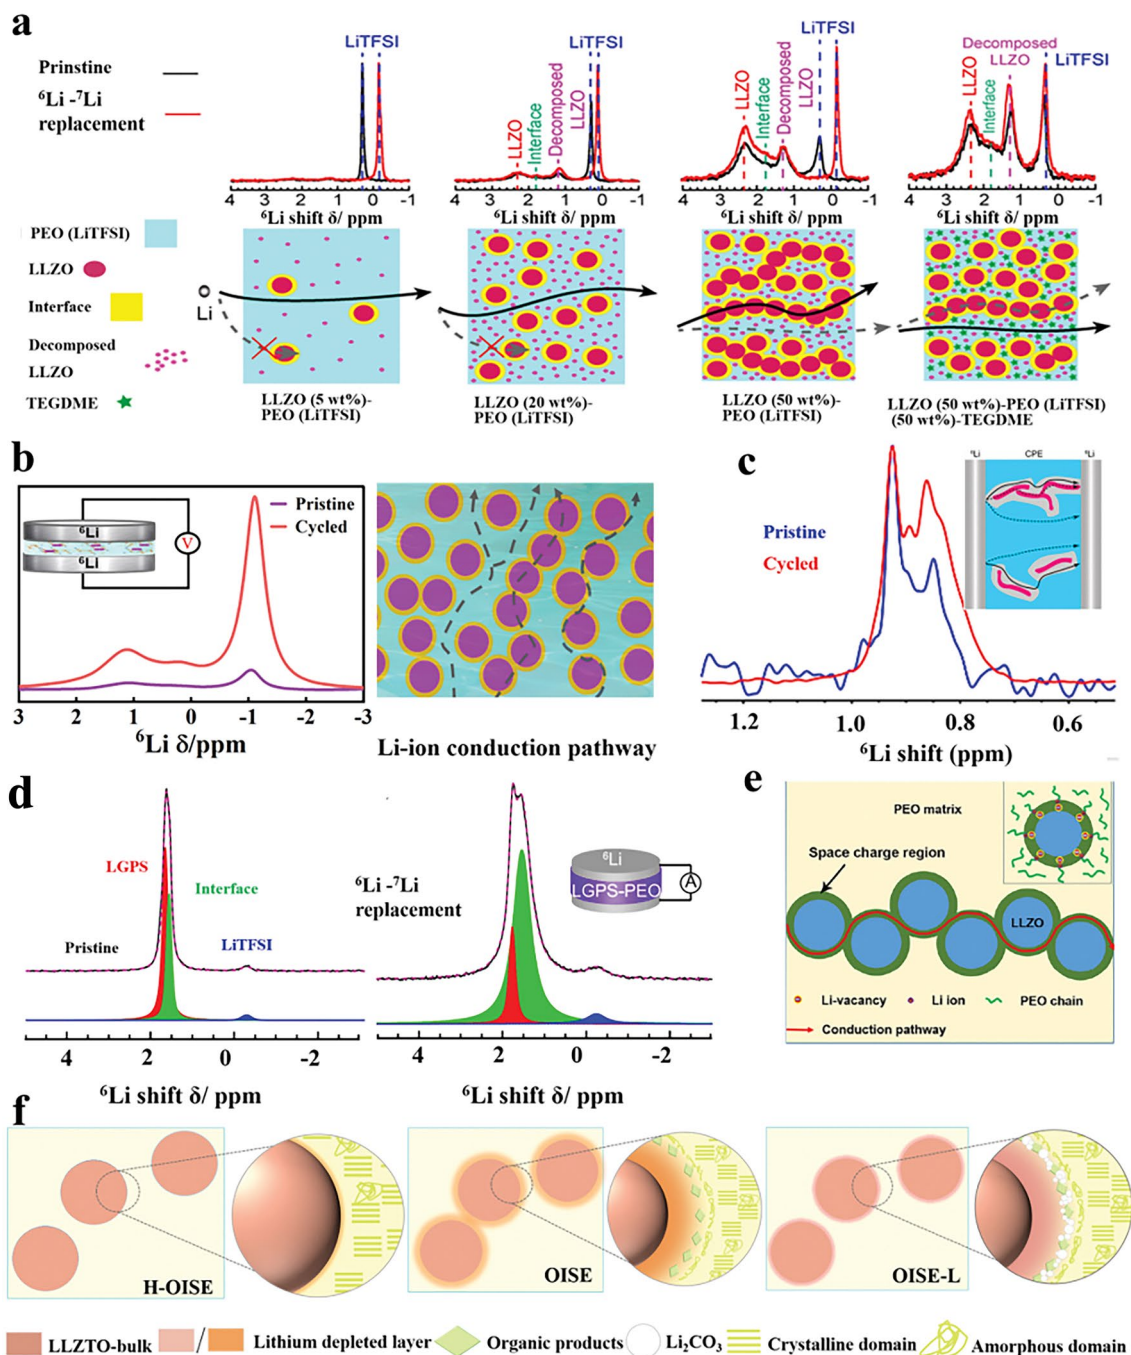 a
Prinstine
⁶Li -⁷Li
replacement
LiTFSI
4 3 2 1 0 -1
⁶Li shift δ/ ppm
LLZO
Interface
Decomposed
LLZO
LiTFSI
4 3 2 1 0 -1
⁶Li shift δ/ ppm
LLZO
Interface
Decomposed
LLZO
LiTFSI
4 3 2 1 0 -1
⁶Li shift δ/ ppm
LLZO
Interface
Decomposed
LLZO
LiTFSI
4 3 2 1 0 -1
⁶Li shift δ/ ppm
PEO (LiTFSI)
LLZO
Interface
Decomposed
LLZO
TEGDME
Li
LLZO (5 wt%)-
PEO (LiTFSI)
LLZO (20 wt%)-
PEO (LiTFSI)
LLZO (50 wt%)-
PEO (LiTFSI)
LLZO (50 wt%)-PEO (LiTFSI)
(50 wt%)-TEGDME
b
⁶Li
⁶Li
V
Pristine
Cycled
3 2 1 0 -1 -2 -3
⁶Li δ/ppm
Li-ion conduction pathway
c
Pristine
Cycled
⁶Li CPE ⁶Li
1.2 1.0 0.8 0.6
⁶Li shift (ppm)
d
LGPS
Interface
Pristine
LiTFSI
4 2 0 -2
⁶Li shift δ/ ppm
⁶Li -⁷Li
replacement
⁶Li
LGPS-PEO
A
4 2 0 -2
⁶Li shift δ/ ppm
e
PEO matrix
Space charge region
LLZO
Li-vacancy Li ion PEO chain
Conduction pathway
f
H-OISE
OISE
OISE-L
LLZTO-bulk / Lithium depleted layer Organic products Li₂CO₃ Crystalline domain Amorphous domain